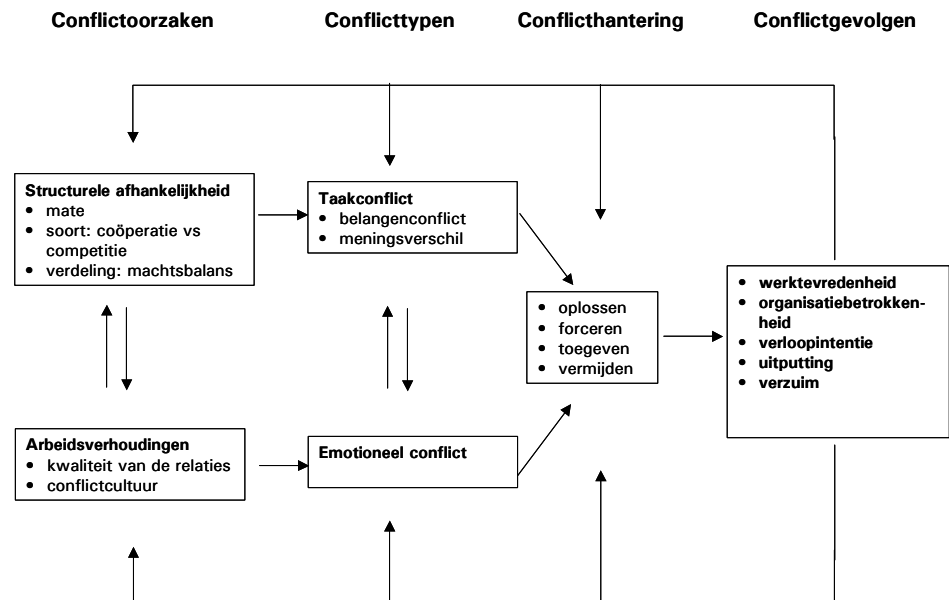 Conflictoorzaken
Conflicttypen
Conflicthantering
Conflictgevolgen
Structurele afhankelijkheid
• mate
• soort: coöperatie vs
competitie
• verdeling: machtsbalans
Taakconflict
• belangenconflict
• meningsverschil
• oplossen
• forceren
• toegeven
• vermijden
• werktevredenheid
• organisatiebetrokken-
heid
• verloopintentie
• uitputting
• verzuim
Arbeidsverhoudingen
• kwaliteit van de relaties
• conflictcultuur
Emotioneel conflict